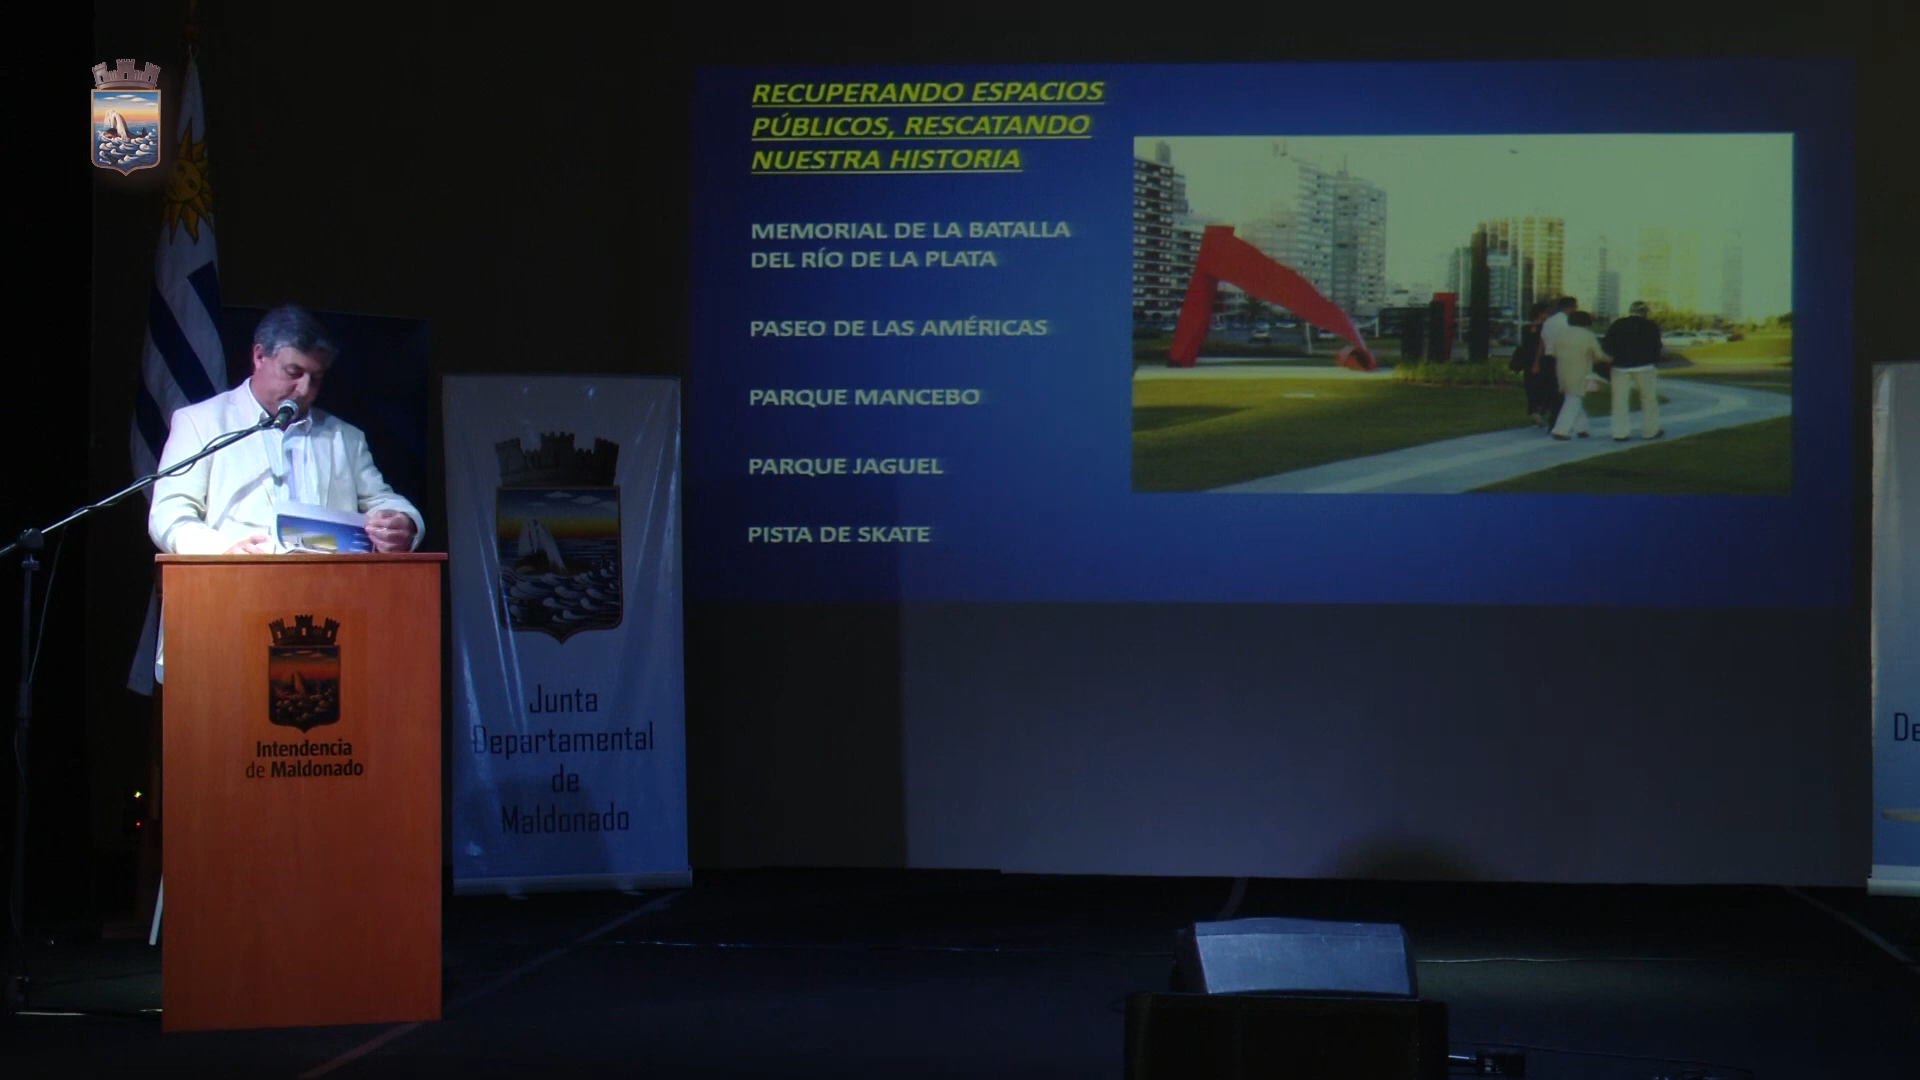 RECUPERANDO ESPACIOS
PÚBLICOS, RESCATANDO
NUESTRA HISTORIA
MEMORIAL DE LA BATALLA
DEL RÍO DE LA PLATA
PASEO DE LAS AMÉRICAS
PARQUE MANCEBO
PARQUE JAGUEL
PISTA DE SKATE
Junta
Departamental
de
Maldonado
Intendencia
de Maldonado
De